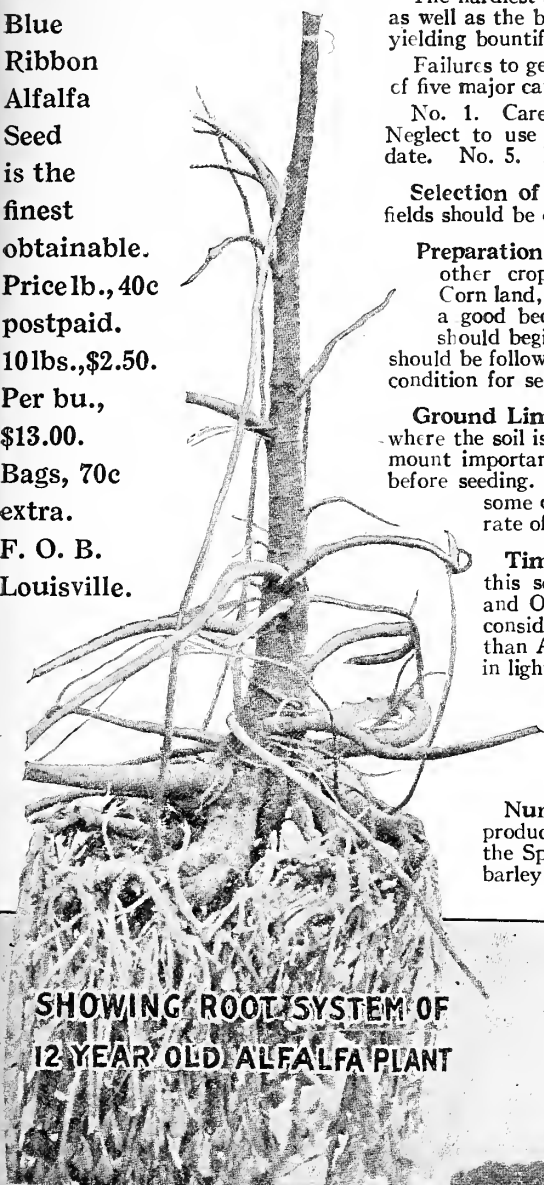 Blue
Ribbon
Alfalfa
Seed
is the
finest
obtainable.
Price lb., 40c
postpaid.
10 lbs., $2.50.
Per bu.,
$13.00.
Bags, 70c
extra.
F. O. B.
Louisville.
as well as the b
yielding bountif
Failures to ge
of five major ca
No. 1. Care
Neglect to use
date. No. 5.
Selection of
fields should be
Preparation
other crop
Corn land,
a good bee
should begi
should be follow
condition for se
Ground Lim
where the soil is
mount importan
before seeding.
some
rate of
Tim
this se
and O
consid
than A
in ligh
Nur
produc
the Sp
barley
SHOWING ROOT SYSTEM OF
12 YEAR OLD ALFALFA PLANT